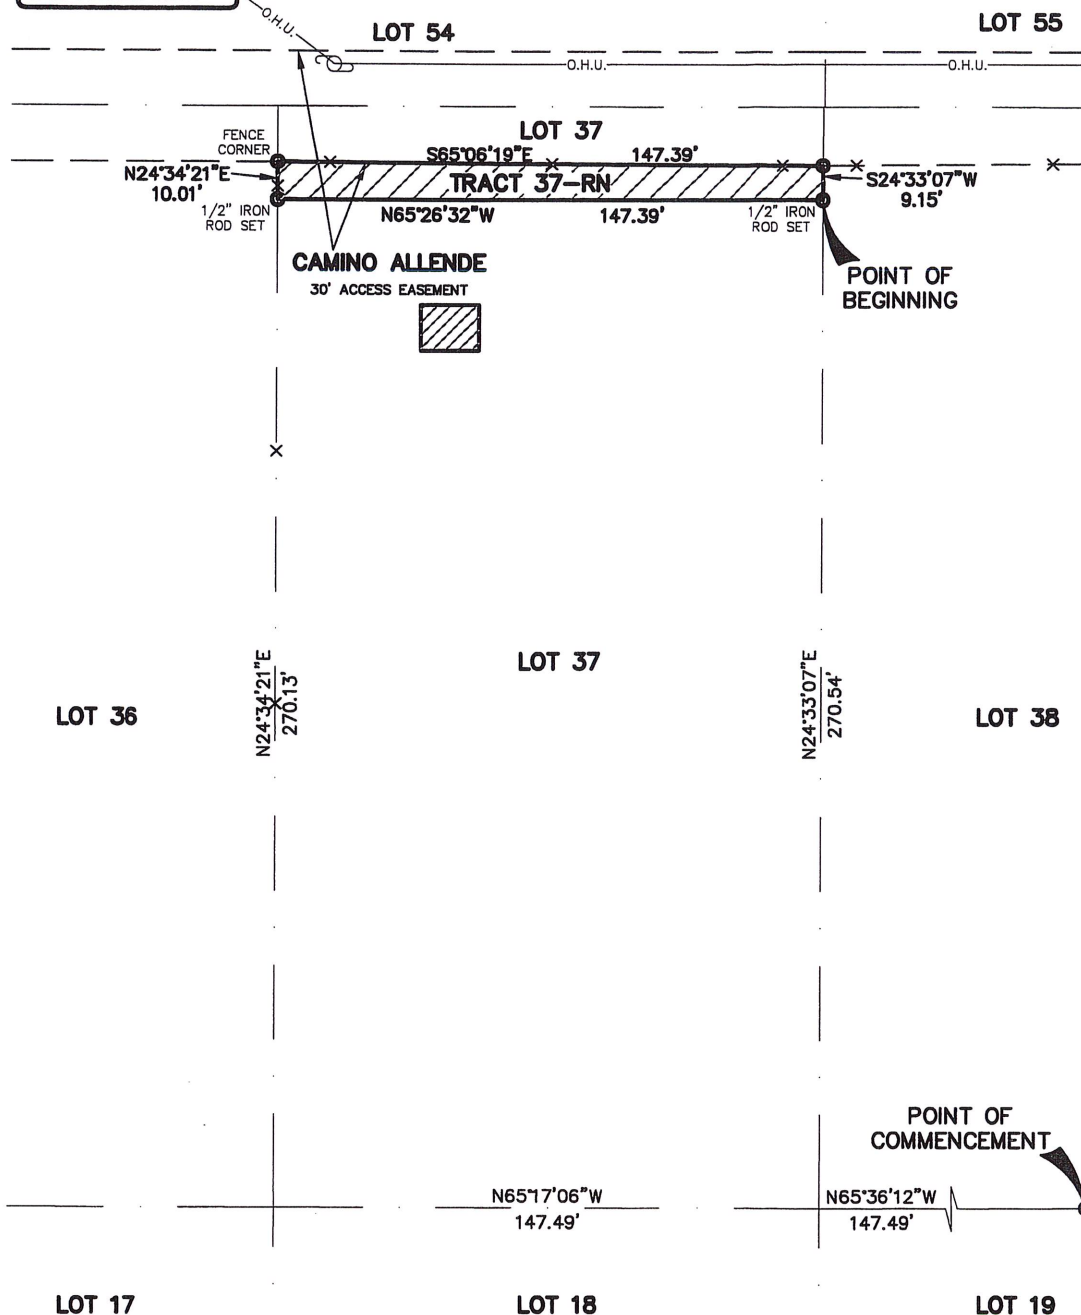 O.H.U.
LOT 54
LOT 55
O.H.U.
O.H.U.
FENCE
CORNER
LOT 37
S65°06'19"E 147.39'
N24°34'21"E
10.01'
TRACT 37-RN
S24°33'07"W
9.15'
1/2" IRON
ROD SET
N65°26'32"W 147.39'
1/2" IRON
ROD SET
CAMINO ALLENDE
30' ACCESS EASEMENT
POINT OF
BEGINNING
LOT 36
N24°34'21"E
270.13'
LOT 37
N24°33'07"E
270.54'
LOT 38
POINT OF
COMMENCEMENT
N65°17'06"W
147.49'
N65°36'12"W
147.49'
LOT 17
LOT 18
LOT 19